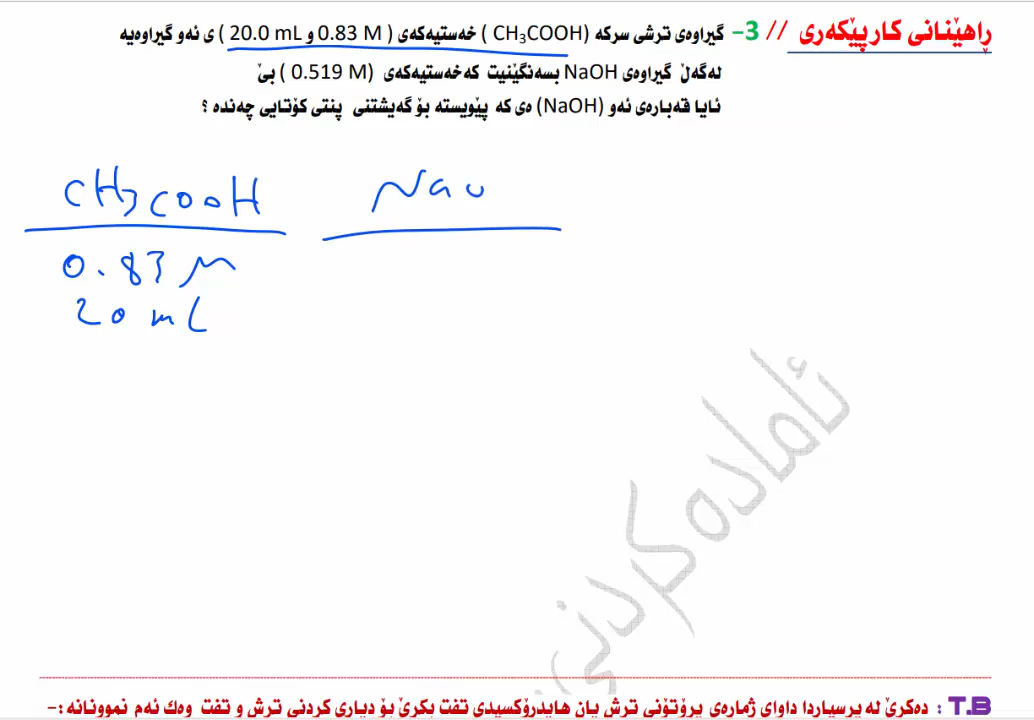 راهێنانی کارپێکەری // 3- گیراوەی ترشی سرکە (CH₃COOH ) خەستیەکەی ( 0.83 M و 20.0 mL ) ی ئەو گیراوەیە
لەگەڵ گیراوەی NaOH بسەنگێنیت کەخەستیەکەی (0.519 M ) بێ
ئایا قەبارەی ئەو (NaOH) ەی کە پێویستە بۆ گەیشتنی پنتی کۆتایی چەندە ؟
CH3COOH Nao
0.83 M
20 mL
ئامادەکردنی
T.B : دەکرێ لە پرسیاردا داوای ژمارەی پرۆتۆنی ترش یان هایدرۆکسیدی تفت بکرێ بۆ دیاری کردنی ترش و تفت وەك ئەم نموونانە :-